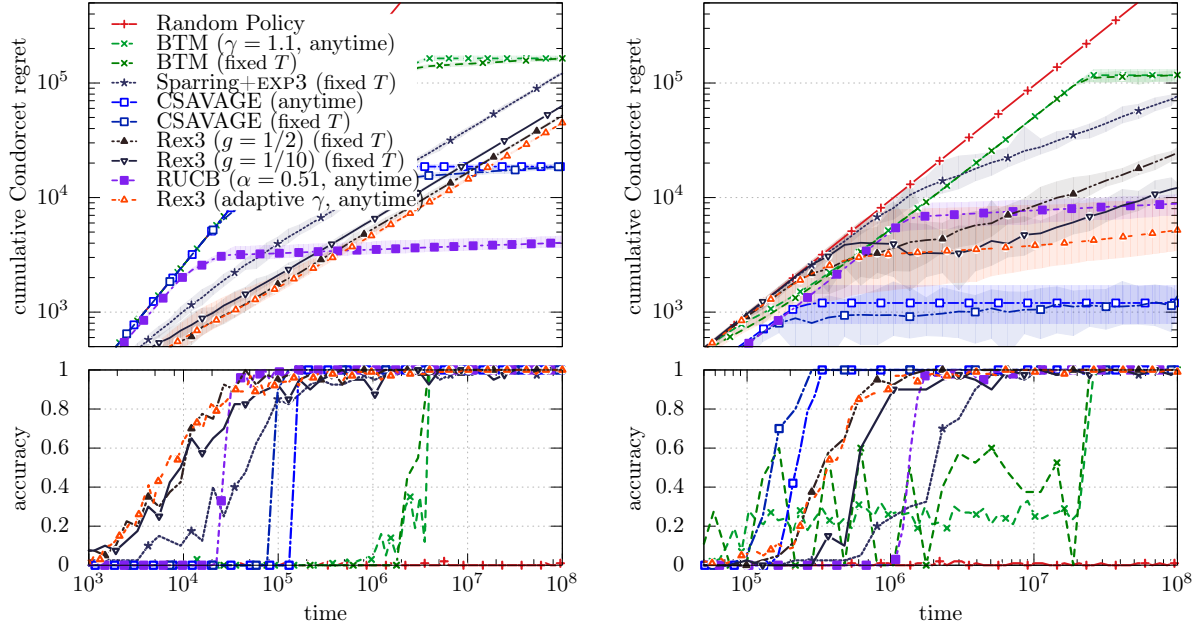 cumulative Condorcet regret
10^5
10^4
10^3
Random Policy
BTM (γ = 1.1, anytime)
BTM (fixed T)
Sparring+EXP3 (fixed T)
CSAVAGE (anytime)
CSAVAGE (fixed T)
Rex3 (g = 1/2) (fixed T)
Rex3 (g = 1/10) (fixed T)
RUCB (α = 0.51, anytime)
Rex3 (adaptive γ, anytime)
cumulative Condorcet regret
10^5
10^4
10^3
accuracy
1
0.8
0.6
0.4
0.2
0
10^3 10^4 10^5 10^6 10^7 10^8
time
accuracy
1
0.8
0.6
0.4
0.2
0
10^5 10^6 10^7 10^8
time